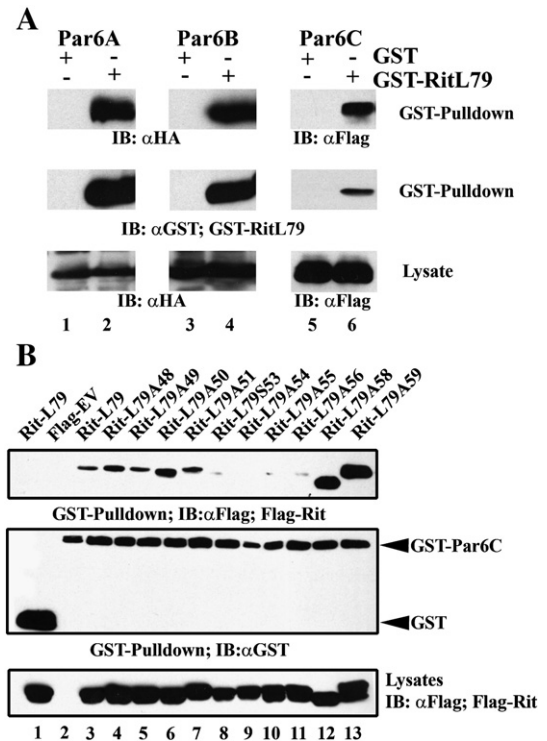 A
Par6A Par6B Par6C
+ - + - + - GST
- + - + - + GST-RitL79
GST-Pulldown
IB: αHA IB: αFlag
GST-Pulldown
IB: αGST; GST-RitL79
Lysate
IB: αHA IB: αFlag
1 2 3 4 5 6
B
Rit-L79 Flag-EV Rit-L79 Rit-L79A48 Rit-L79A49 Rit-L79A50 Rit-L79A51 Rit-L79S53 Rit-L79A54 Rit-L79A55 Rit-L79A56 Rit-L79A58 Rit-L79A59
GST-Pulldown; IB:αFlag; Flag-Rit
GST-Par6C
GST
GST-Pulldown; IB:αGST
Lysates
IB: αFlag; Flag-Rit
1 2 3 4 5 6 7 8 9 10 11 12 13